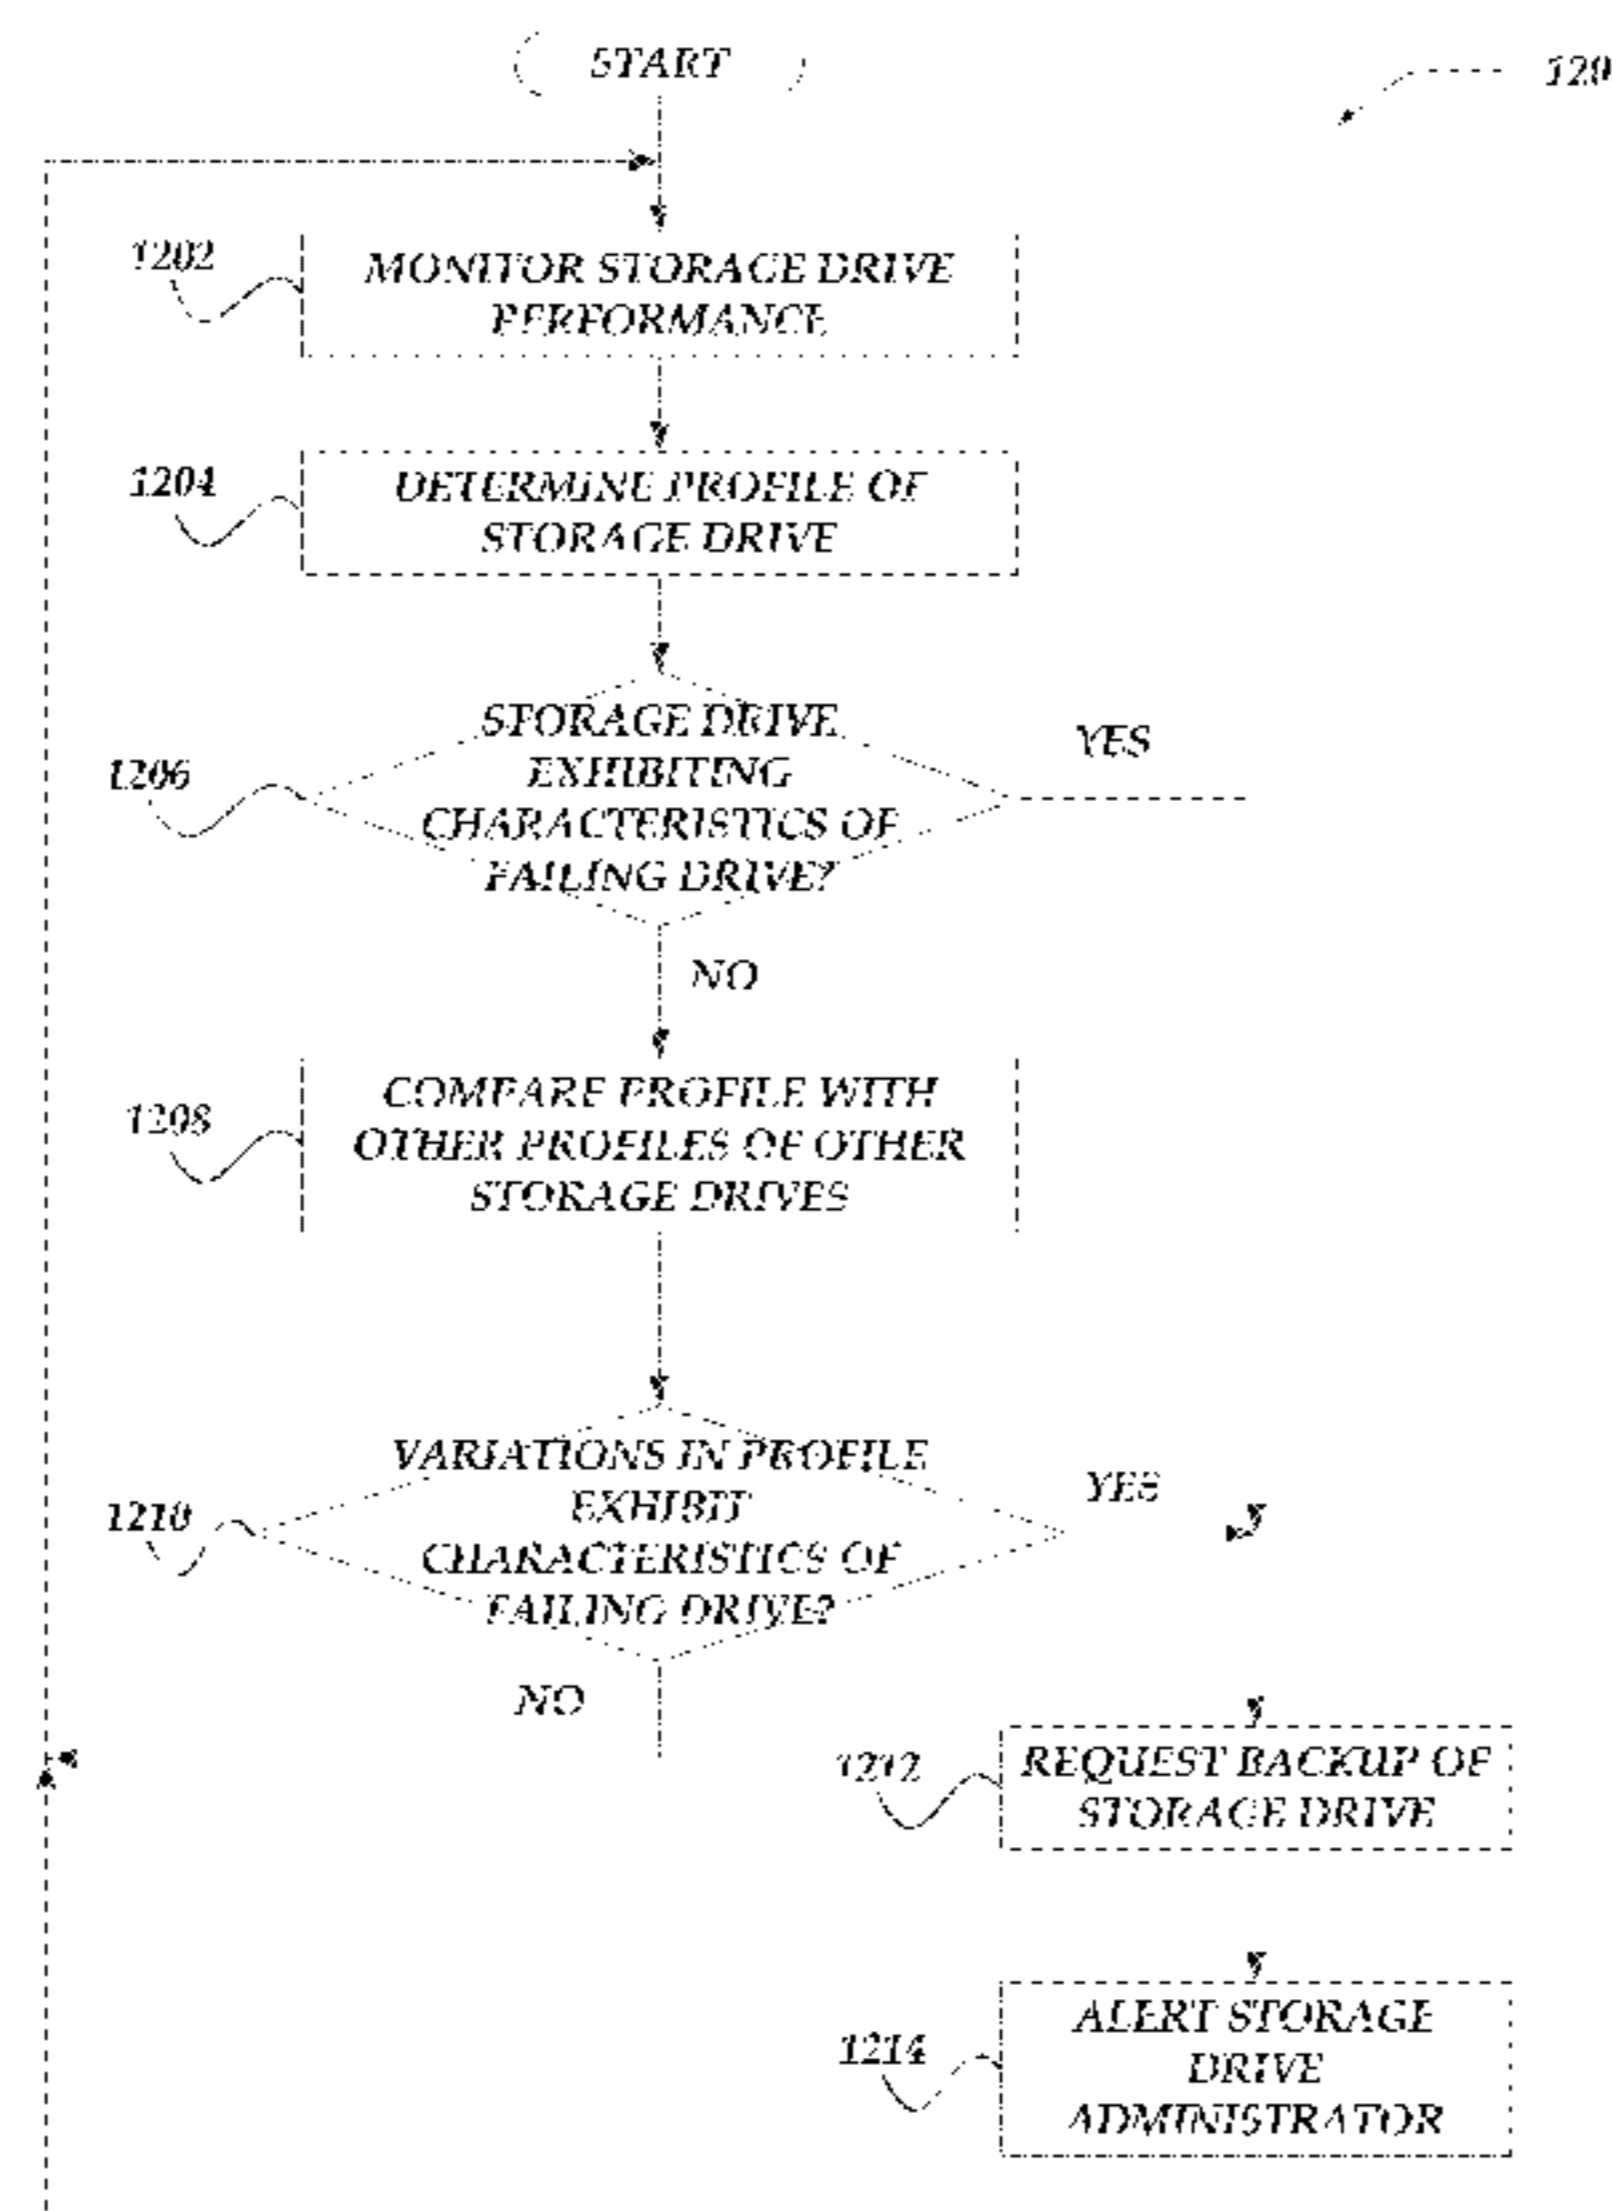 START
120
1202
MONITOR STORAGE DRIVE
PERFORMANCE
1204
DETERMINE PROFILE OF
STORAGE DRIVE
1206
STORAGE DRIVE
EXHIBITING
CHARACTERISTICS OF
FAILING DRIVE?
YES
NO
1208
COMPARE PROFILE WITH
OTHER PROFILES OF OTHER
STORAGE DRIVES
1210
VARIATIONS IN PROFILE
EXHIBIT
CHARACTERISTICS OF
FAILING DRIVE?
YES
NO
1212
REQUEST BACKUP OF
STORAGE DRIVE
1214
ALERT STORAGE
DRIVE
ADMINISTRATOR